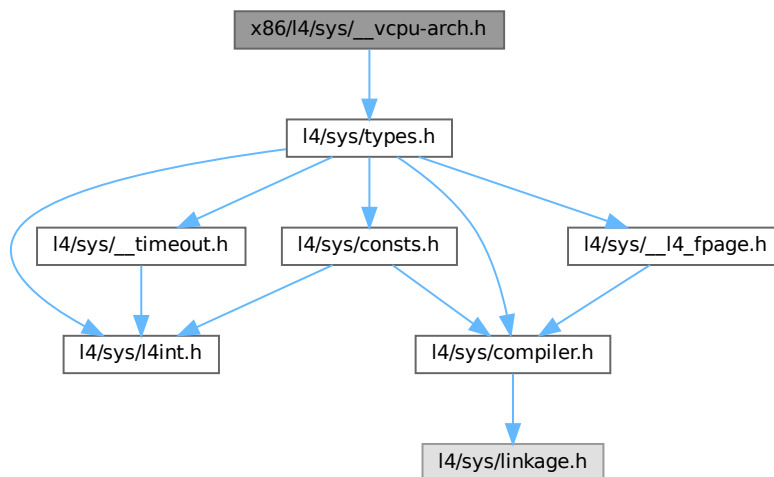 x86/l4/sys/__vcpu-arch.h
l4/sys/types.h
l4/sys/__timeout.h
l4/sys/consts.h
l4/sys/__l4_fpage.h
l4/sys/l4int.h
l4/sys/compiler.h
l4/sys/linkage.h